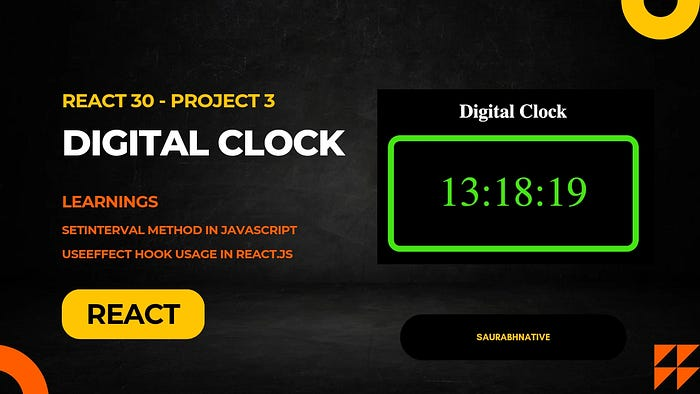 REACT 30 - PROJECT 3
DIGITAL CLOCK
LEARNINGS
SETINTERVAL METHOD IN JAVASCRIPT
USEEFFECT HOOK USAGE IN REACT.JS
REACT
Digital Clock
13:18:19
SAURABHNATIVE